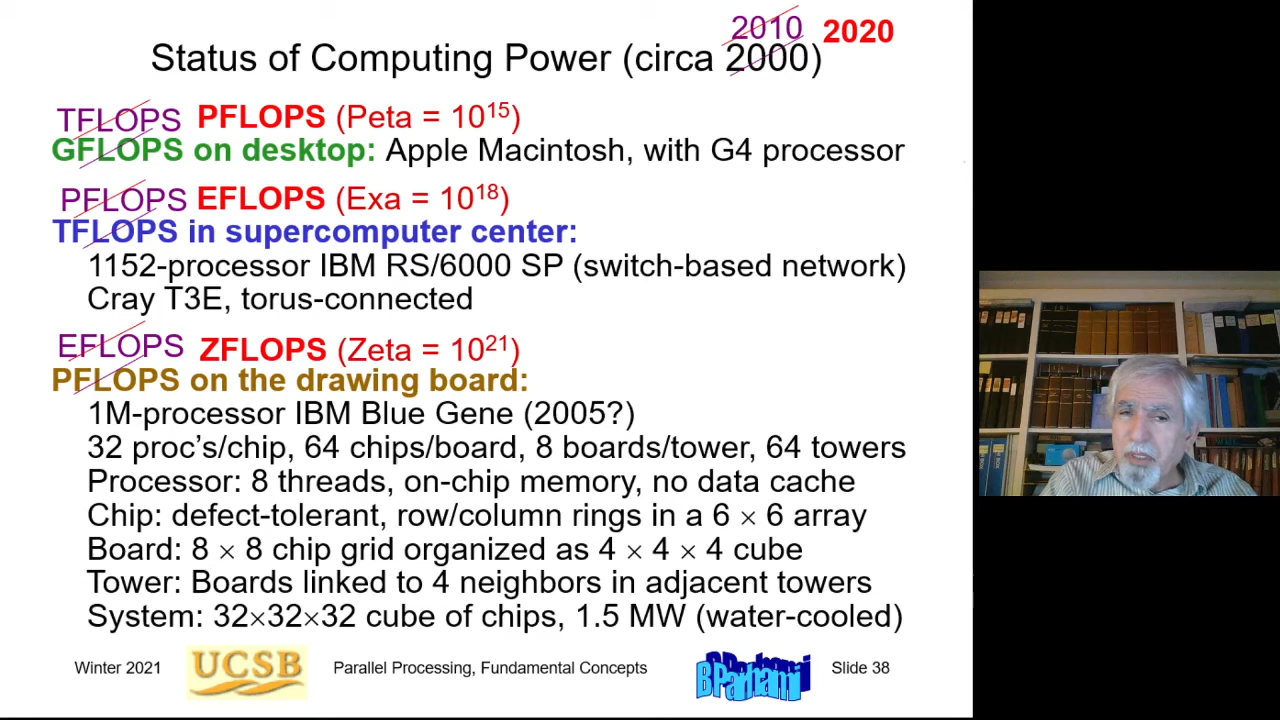 2010 2020
Status of Computing Power (circa 2000)
TFLOPS PFLOPS (Peta = 10¹⁵)
GFLOPS on desktop: Apple Macintosh, with G4 processor
PFLOPS EFLOPS (Exa = 10¹⁸)
TFLOPS in supercomputer center:
1152-processor IBM RS/6000 SP (switch-based network)
Cray T3E, torus-connected
EFLOPS ZFLOPS (Zeta = 10²¹)
PFLOPS on the drawing board:
1M-processor IBM Blue Gene (2005?)
32 proc's/chip, 64 chips/board, 8 boards/tower, 64 towers
Processor: 8 threads, on-chip memory, no data cache
Chip: defect-tolerant, row/column rings in a 6 × 6 array
Board: 8 × 8 chip grid organized as 4 × 4 × 4 cube
Tower: Boards linked to 4 neighbors in adjacent towers
System: 32×32×32 cube of chips, 1.5 MW (water-cooled)
Winter 2021 UCSB Parallel Processing, Fundamental Concepts BParhami Slide 38